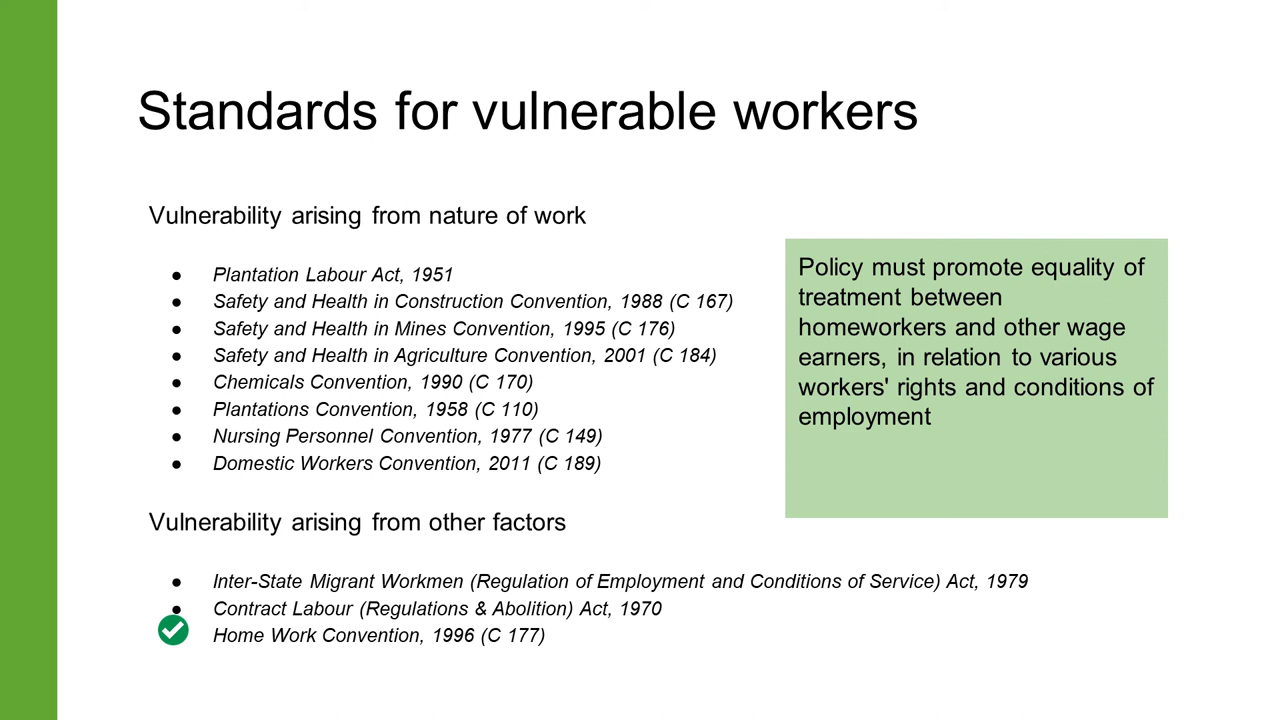 Standards for vulnerable workers
Vulnerability arising from nature of work
● Plantation Labour Act, 1951
● Safety and Health in Construction Convention, 1988 (C 167)
● Safety and Health in Mines Convention, 1995 (C 176)
● Safety and Health in Agriculture Convention, 2001 (C 184)
● Chemicals Convention, 1990 (C 170)
● Plantations Convention, 1958 (C 110)
● Nursing Personnel Convention, 1977 (C 149)
● Domestic Workers Convention, 2011 (C 189)
Policy must promote equality of
treatment between
homeworkers and other wage
earners, in relation to various
workers' rights and conditions of
employment
Vulnerability arising from other factors
● Inter-State Migrant Workmen (Regulation of Employment and Conditions of Service) Act, 1979
● Contract Labour (Regulations & Abolition) Act, 1970
Home Work Convention, 1996 (C 177)